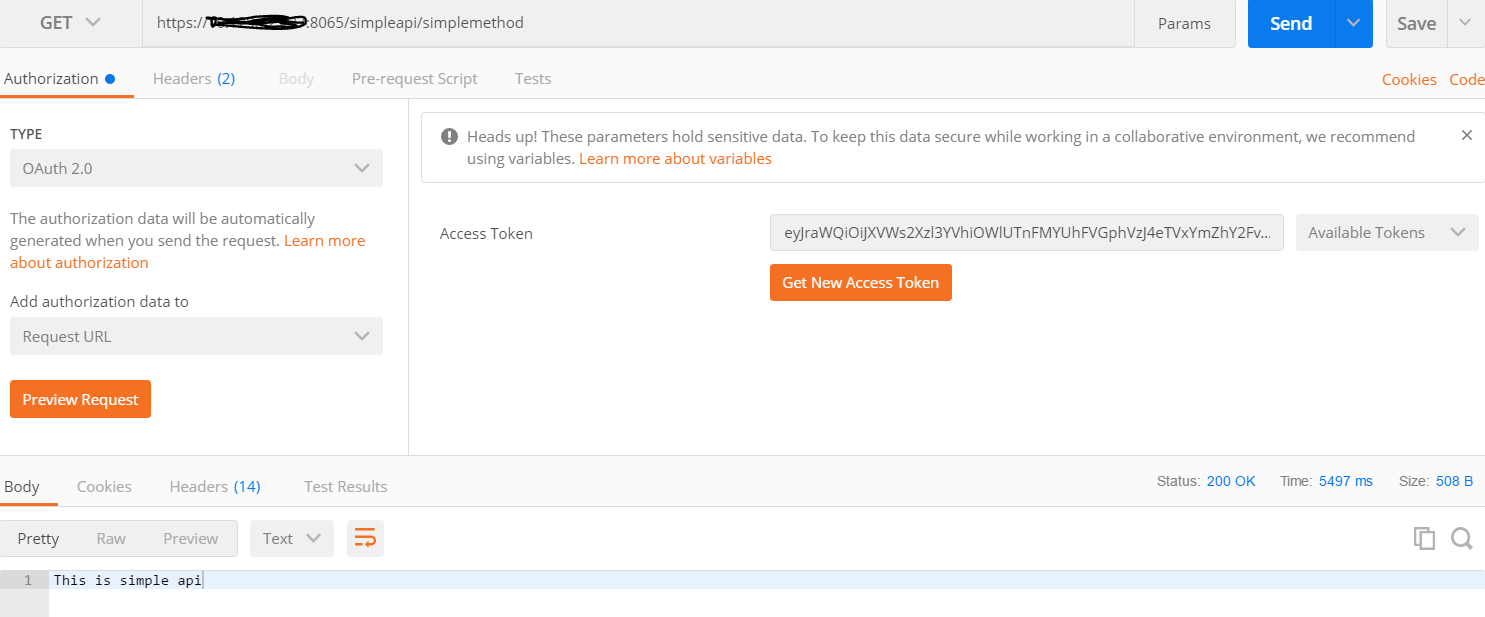 GET
https://
:8065/simpleapi/simplemethod
Params
Send
Save
Authorization
Headers (2)
Body
Pre-request Script
Tests
Cookies
Code
TYPE
OAuth 2.0
The authorization data will be automatically
generated when you send the request. Learn more
about authorization
Add authorization data to
Request URL
Preview Request
Heads up! These parameters hold sensitive data. To keep this data secure while working in a collaborative environment, we recommend
using variables. Learn more about variables
Access Token
Available Tokens
Get New Access Token
Body
Cookies
Headers (14)
Test Results
Status: 200 OK
Time: 5497 ms
Size: 508 B
Pretty
Raw
Preview
Text
1
This is simple api